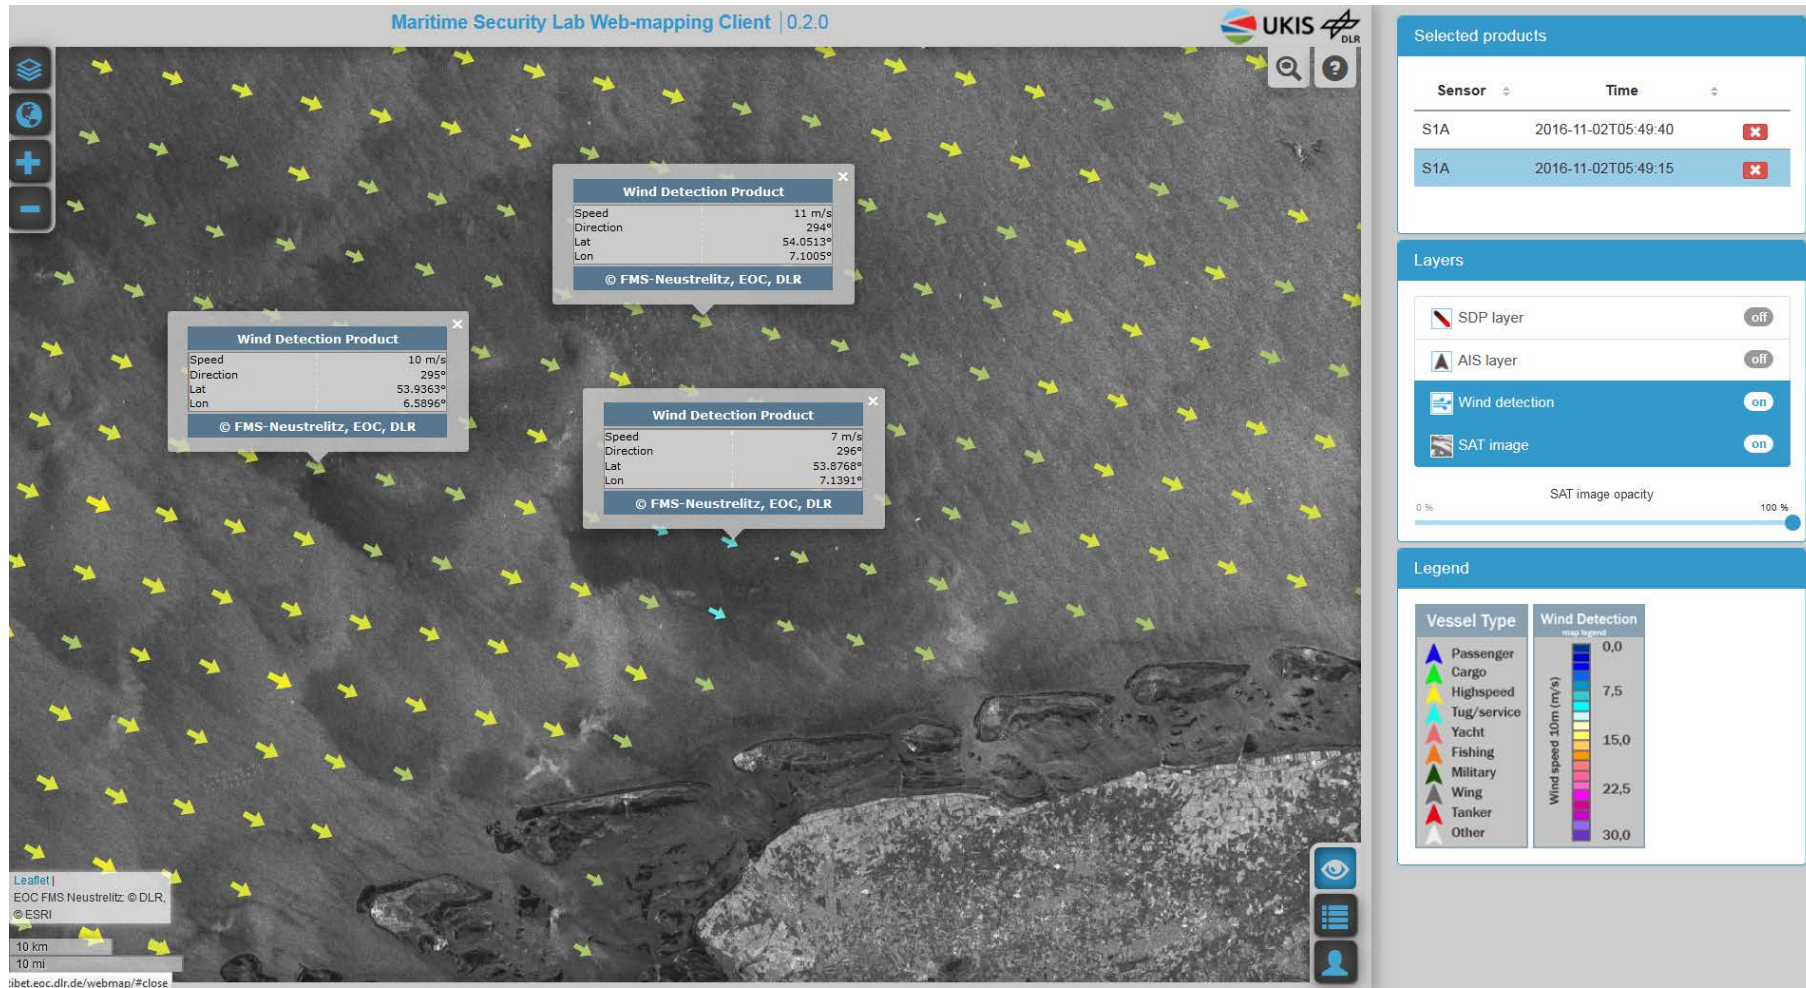 Maritime Security Lab Web-mapping Client | 0.2.0
UKIS
DLR
Wind Detection Product
Speed 11 m/s
Direction 294°
Lat 54.0513°
Lon 7.1005°
© FMS-Neustrelitz, EOC, DLR
Wind Detection Product
Speed 10 m/s
Direction 295°
Lat 53.9363°
Lon 6.5896°
© FMS-Neustrelitz, EOC, DLR
Wind Detection Product
Speed 7 m/s
Direction 296°
Lat 53.8768°
Lon 7.1391°
© FMS-Neustrelitz, EOC, DLR
Leaflet |
EOC FMS Neustrelitz: © DLR,
© ESRI
10 km
10 mi
tibet.eoc.dlr.de/webmap/#close
Selected products
Sensor Time
S1A 2016-11-02T05:49:40
S1A 2016-11-02T05:49:15
Layers
SDP layer off
AIS layer off
Wind detection on
SAT image on
SAT image opacity
0 % 100 %
Legend
Vessel Type
Passenger
Cargo
Highspeed
Tug/service
Yacht
Fishing
Military
Wing
Tanker
Other
Wind Detection
map legend
Wind speed 10m (m/s)
0,0
7,5
15,0
22,5
30,0